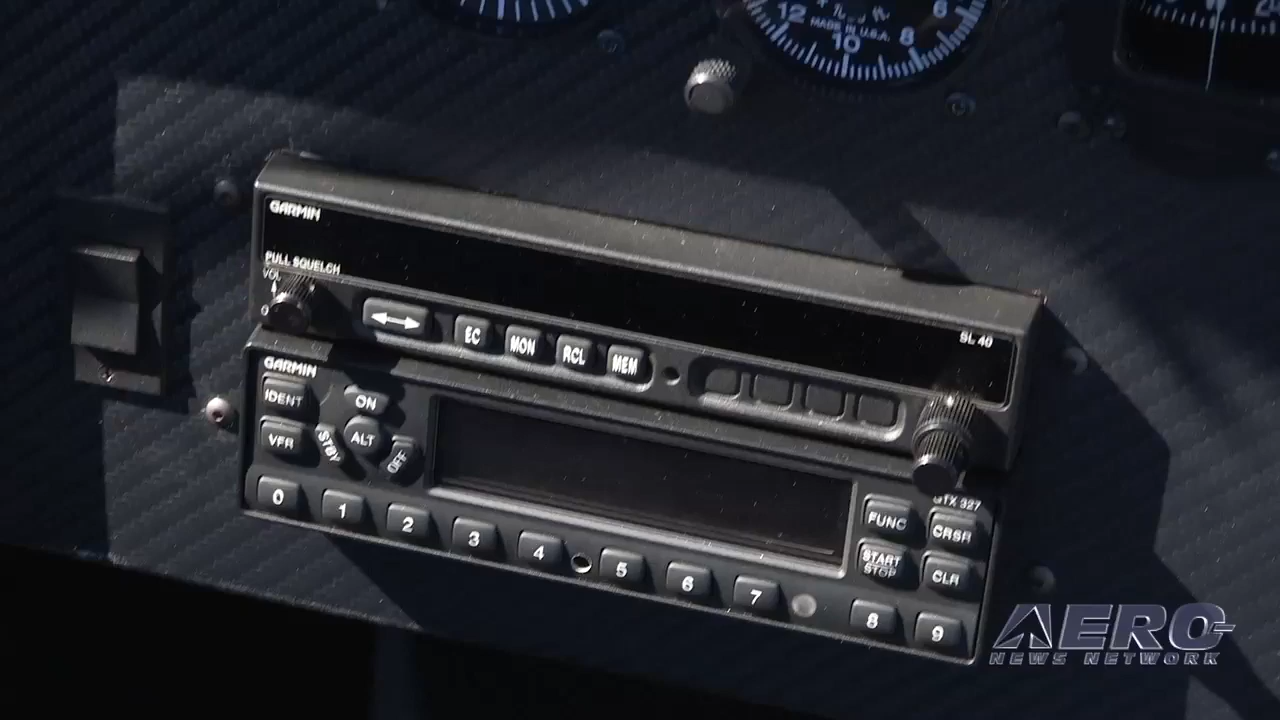 12
MADE IN U.S.A.
10
8
6
GARMIN
PULL SQUELCH
VOL
0
EC
MON
RCL
MEM
SL 40
GARMIN
IDENT
ON
VFR
STBY
ALT
OFF
GTX 327
FUNC
CRSR
START
STOP
CLR
0
1
2
3
4
5
6
7
8
9
AERO
NEWS NETWORK